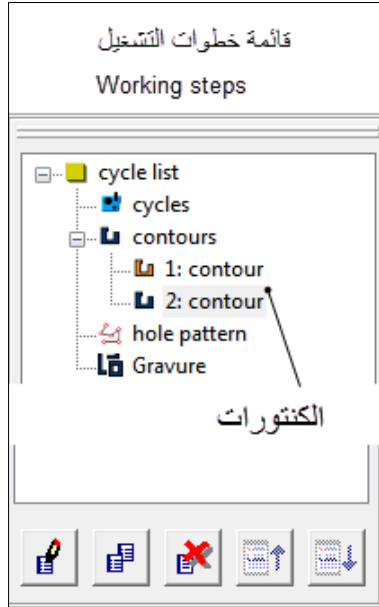 قائمة خطوات التشغيل
Working steps
cycle list
cycles
contours
1: contour
2: contour
hole pattern
Gravure
الكنتورات